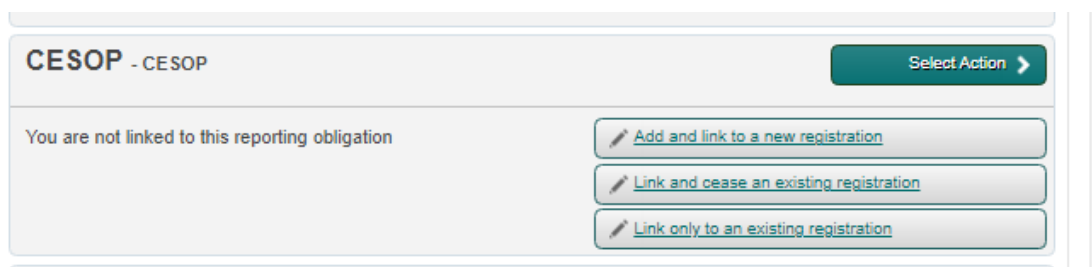 CESOP - CESOP
Select Action
You are not linked to this reporting obligation
Add and link to a new registration
Link and cease an existing registration
Link only to an existing registration